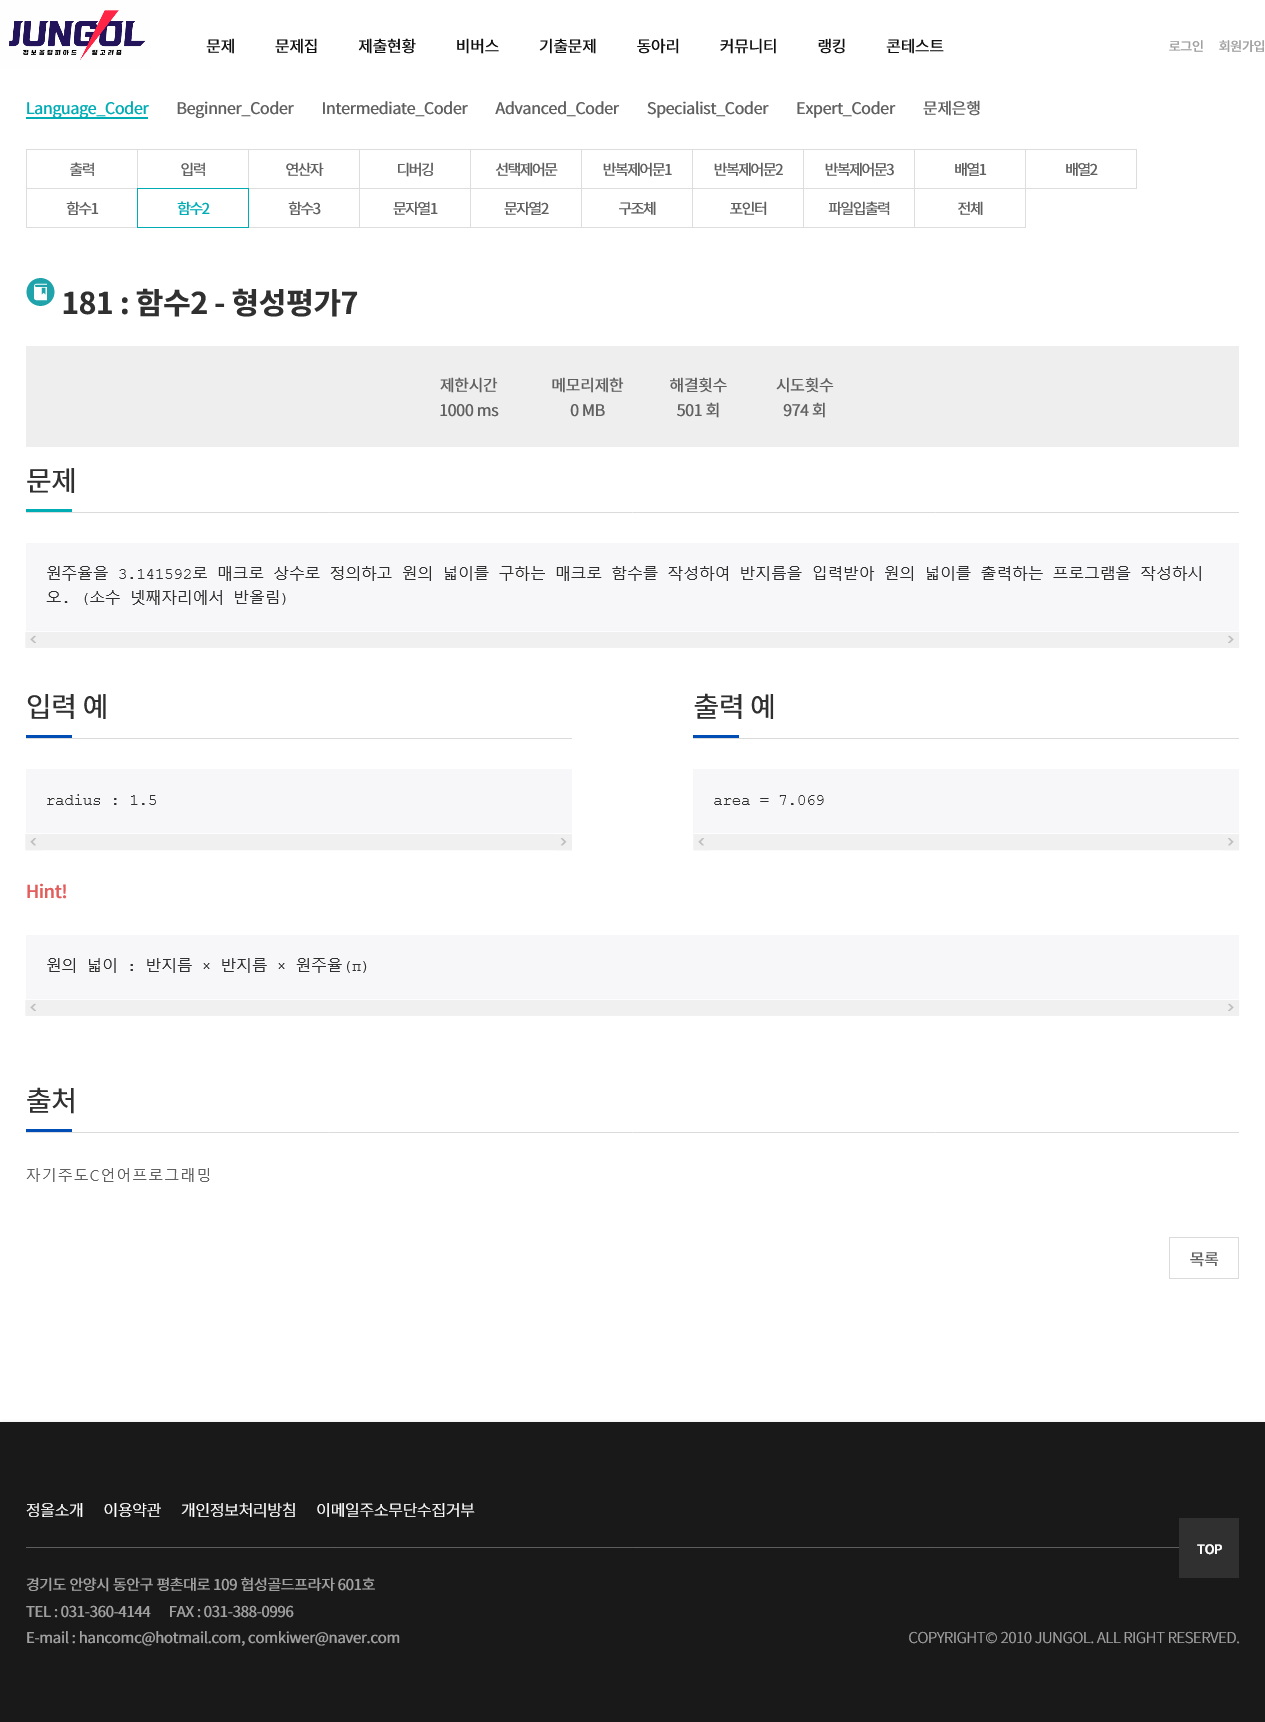 JUNGOL
정보올림피아드 알고리즘
문제 문제집 제출현황 비버스 기출문제 동아리 커뮤니티 랭킹 콘테스트 로그인 회원가입
Language_Coder Beginner_Coder Intermediate_Coder Advanced_Coder Specialist_Coder Expert_Coder 문제은행
출력 입력 연산자 디버깅 선택제어문 반복제어문1 반복제어문2 반복제어문3 배열1 배열2
함수1 함수2 함수3 문자열1 문자열2 구조체 포인터 파일입출력 전체
181 : 함수2 - 형성평가7
제한시간 메모리제한 해결횟수 시도횟수
1000 ms 0 MB 501 회 974 회
문제
원주율을 3.141592로 매크로 상수로 정의하고 원의 넓이를 구하는 매크로 함수를 작성하여 반지름을 입력받아 원의 넓이를 출력하는 프로그램을 작성하시
오. (소수 넷째자리에서 반올림)
입력 예 출력 예
radius : 1.5 area = 7.069
Hint!
원의 넓이 : 반지름 × 반지름 × 원주율(π)
출처
자기주도C언어프로그래밍
목록
정올소개 이용약관 개인정보처리방침 이메일주소무단수집거부
TOP
경기도 안양시 동안구 평촌대로 109 협성골드프라자 601호
TEL : 031-360-4144 FAX : 031-388-0996
E-mail : hancomc@hotmail.com, comkiwer@naver.com COPYRIGHT© 2010 JUNGOL. ALL RIGHT RESERVED.